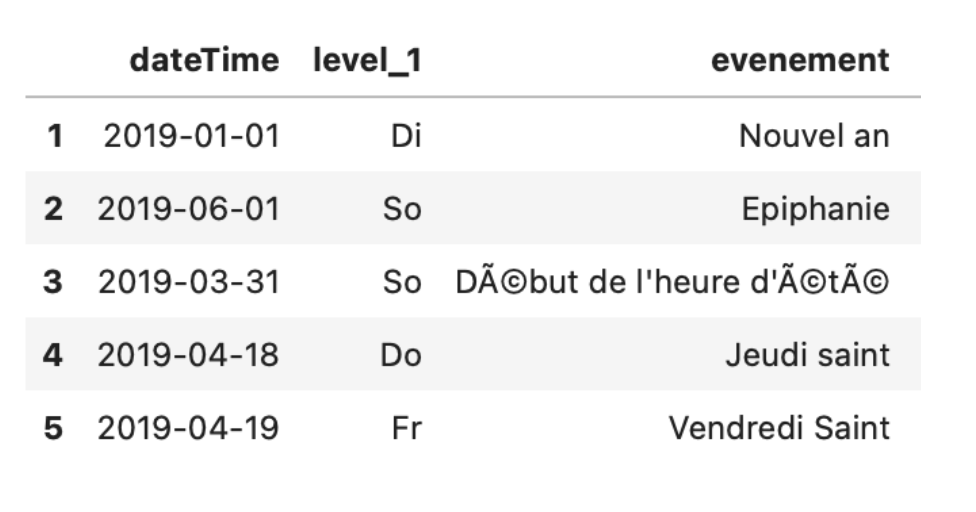 dateTime level_1 evenement
1 2019-01-01 Di Nouvel an
2 2019-06-01 So Epiphanie
3 2019-03-31 So DÃ©but de l'heure d'Ã©tÃ©
4 2019-04-18 Do Jeudi saint
5 2019-04-19 Fr Vendredi Saint